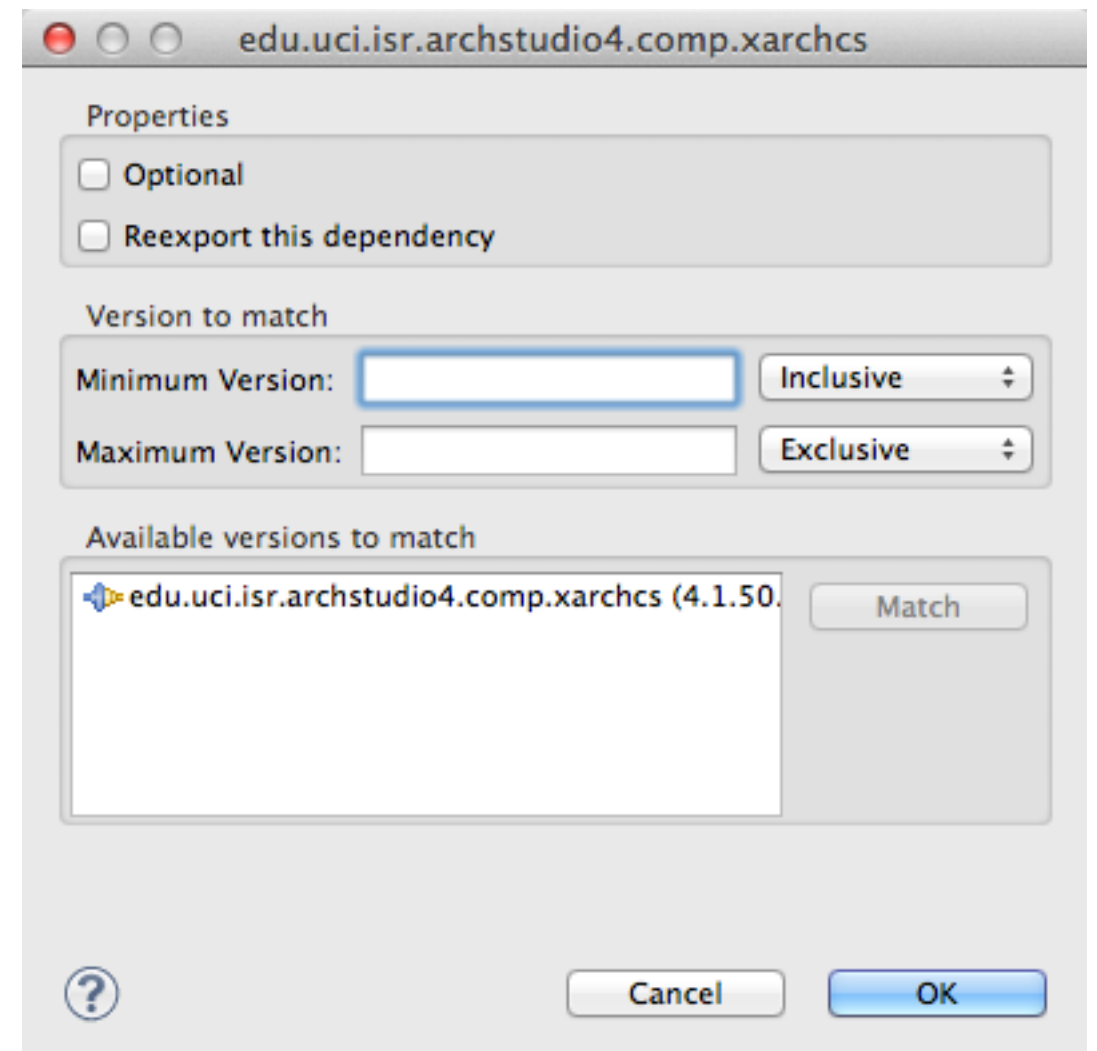 edu.uci.isr.archstudio4.comp.xarchcs
Properties
Optional
Reexport this dependency
Version to match
Minimum Version: Inclusive
Maximum Version: Exclusive
Available versions to match
edu.uci.isr.archstudio4.comp.xarchcs (4.1.50. Match
? Cancel OK